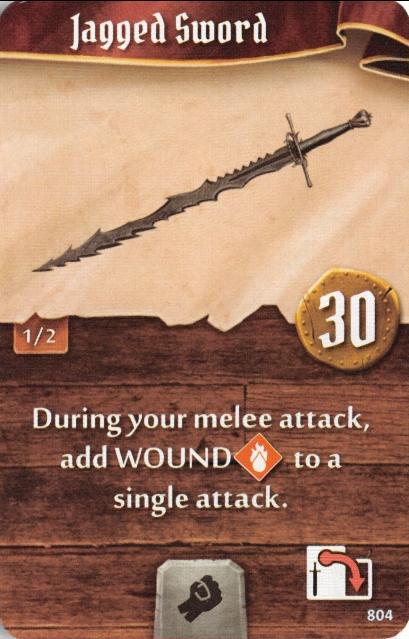 Jagged Sword
30
1/2
During your melee attack,
add WOUND to a
single attack.
804